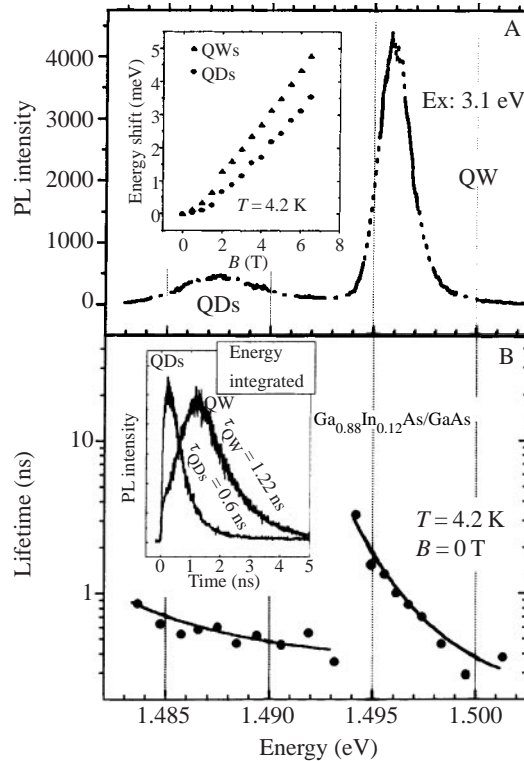 A
4000
3000
2000
1000
0
PL intensity
Ex: 3.1 eV
QW
QDs
5
4
3
2
1
0
Energy shift (meV)
QWs
QDs
T = 4.2 K
0 2 4 6 8
B (T)
B
10
1
Lifetime (ns)
QDs
Energy
integrated
QW
τQW = 1.22 ns
τQDs = 0.6 ns
PL intensity
0 1 2 3 4 5
Time (ns)
Ga0.88In0.12As/GaAs
T = 4.2 K
B = 0 T
1.485 1.490 1.495 1.500
Energy (eV)